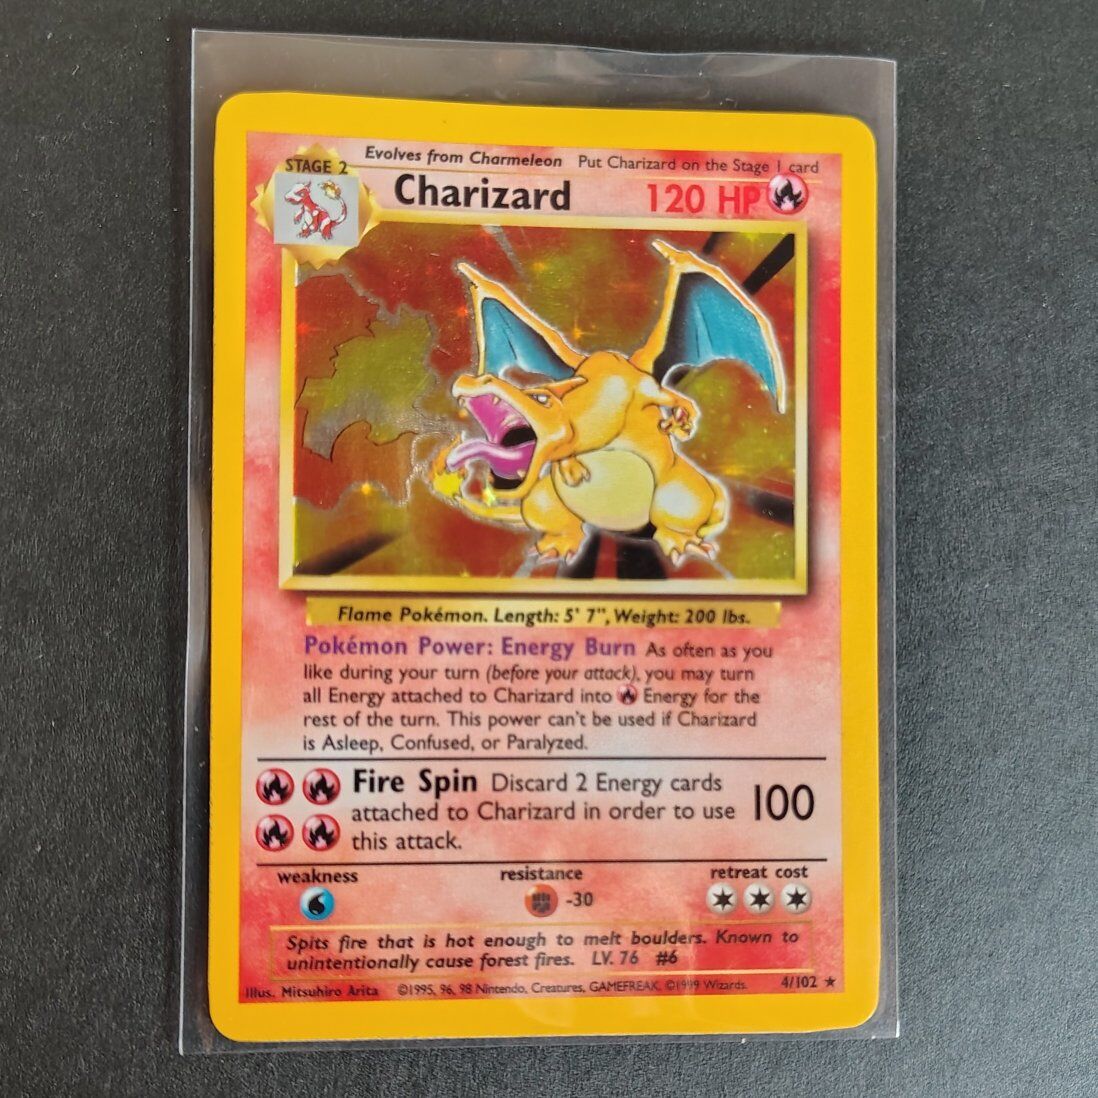 STAGE 2
Evolves from Charmeleon Put Charizard on the Stage 1 card
Charizard 120 HP
Flame Pokémon. Length: 5' 7", Weight: 200 lbs.
Pokémon Power: Energy Burn As often as you
like during your turn (before your attack), you may turn
all Energy attached to Charizard into Energy for the
rest of the turn. This power can't be used if Charizard
is Asleep, Confused, or Paralyzed.
Fire Spin Discard 2 Energy cards
attached to Charizard in order to use 100
this attack.
weakness resistance retreat cost
-30
Spits fire that is hot enough to melt boulders. Known to
unintentionally cause forest fires. LV. 76 #6
Illus. Mitsuhiro Arita ©1995, 96, 98 Nintendo, Creatures, GAMEFREAK. ©1999 Wizards. 4/102 ★